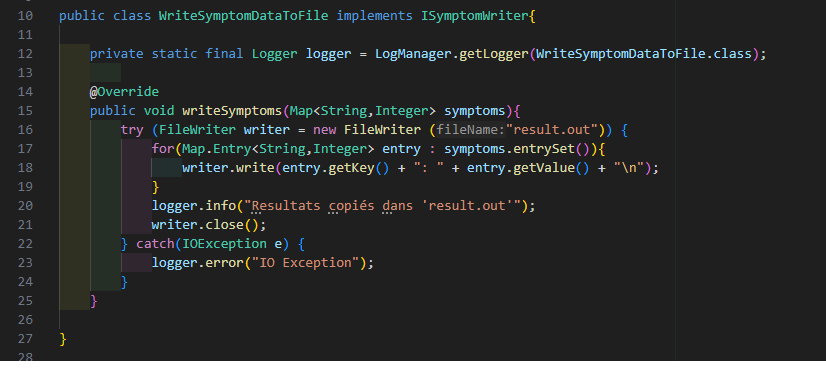 10 public class WriteSymptomDataToFile implements ISymptomWriter{
11
12 private static final Logger logger = LogManager.getLogger(WriteSymptomDataToFile.class);
13
14 @Override
15 public void writeSymptoms(Map<String,Integer> symptoms){
16 try (FileWriter writer = new FileWriter (fileName:"result.out")) {
17 for(Map.Entry<String,Integer> entry : symptoms.entrySet()){
18 writer.write(entry.getKey() + ": " + entry.getValue() + "\n");
19 }
20 logger.info("Resultats copiés dans 'result.out'");
21 writer.close();
22 } catch(IOException e) {
23 logger.error("IO Exception");
24 }
25 }
26
27 }
28